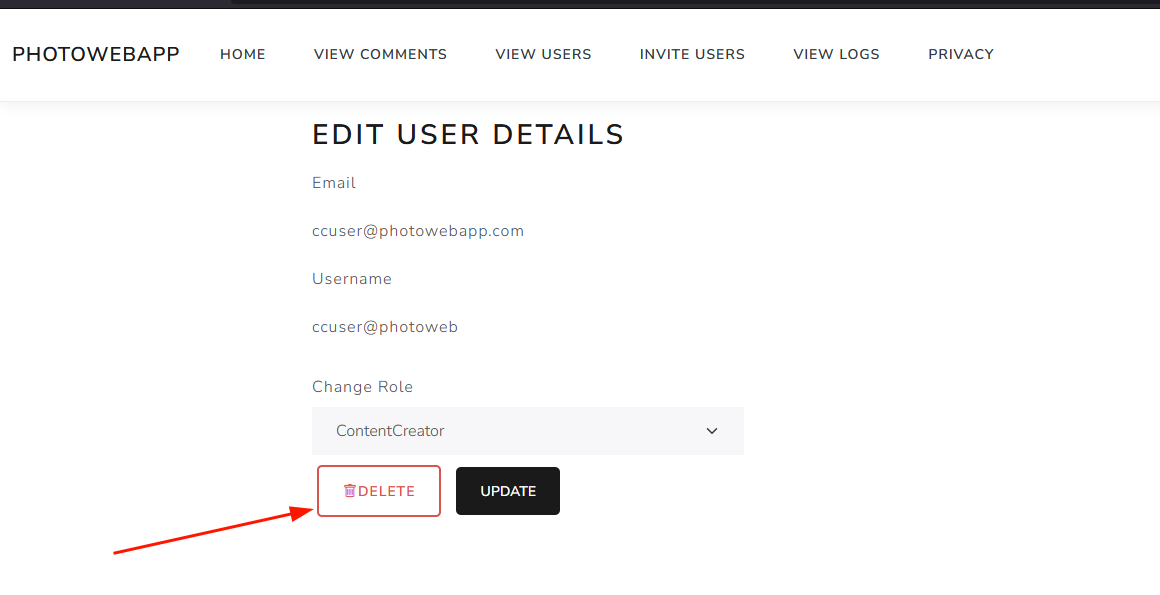 PHOTOWEBAPP HOME VIEW COMMENTS VIEW USERS INVITE USERS VIEW LOGS PRIVACY
EDIT USER DETAILS
Email
ccuser@photowebapp.com
Username
ccuser@photoweb
Change Role
ContentCreator
DELETE UPDATE